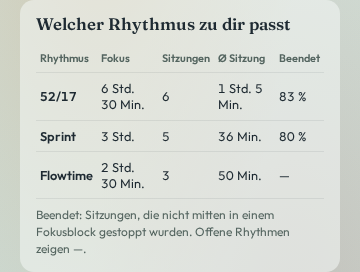 Welcher Rhythmus zu dir passt
Rhythmus Fokus Sitzungen Ø Sitzung Beendet
52/17 6 Std. 30 Min. 6 1 Std. 5 Min. 83 %
Sprint 3 Std. 5 36 Min. 80 %
Flowtime 2 Std. 30 Min. 3 50 Min. —
Beendet: Sitzungen, die nicht mitten in einem
Fokusblock gestoppt wurden. Offene Rhythmen
zeigen —.